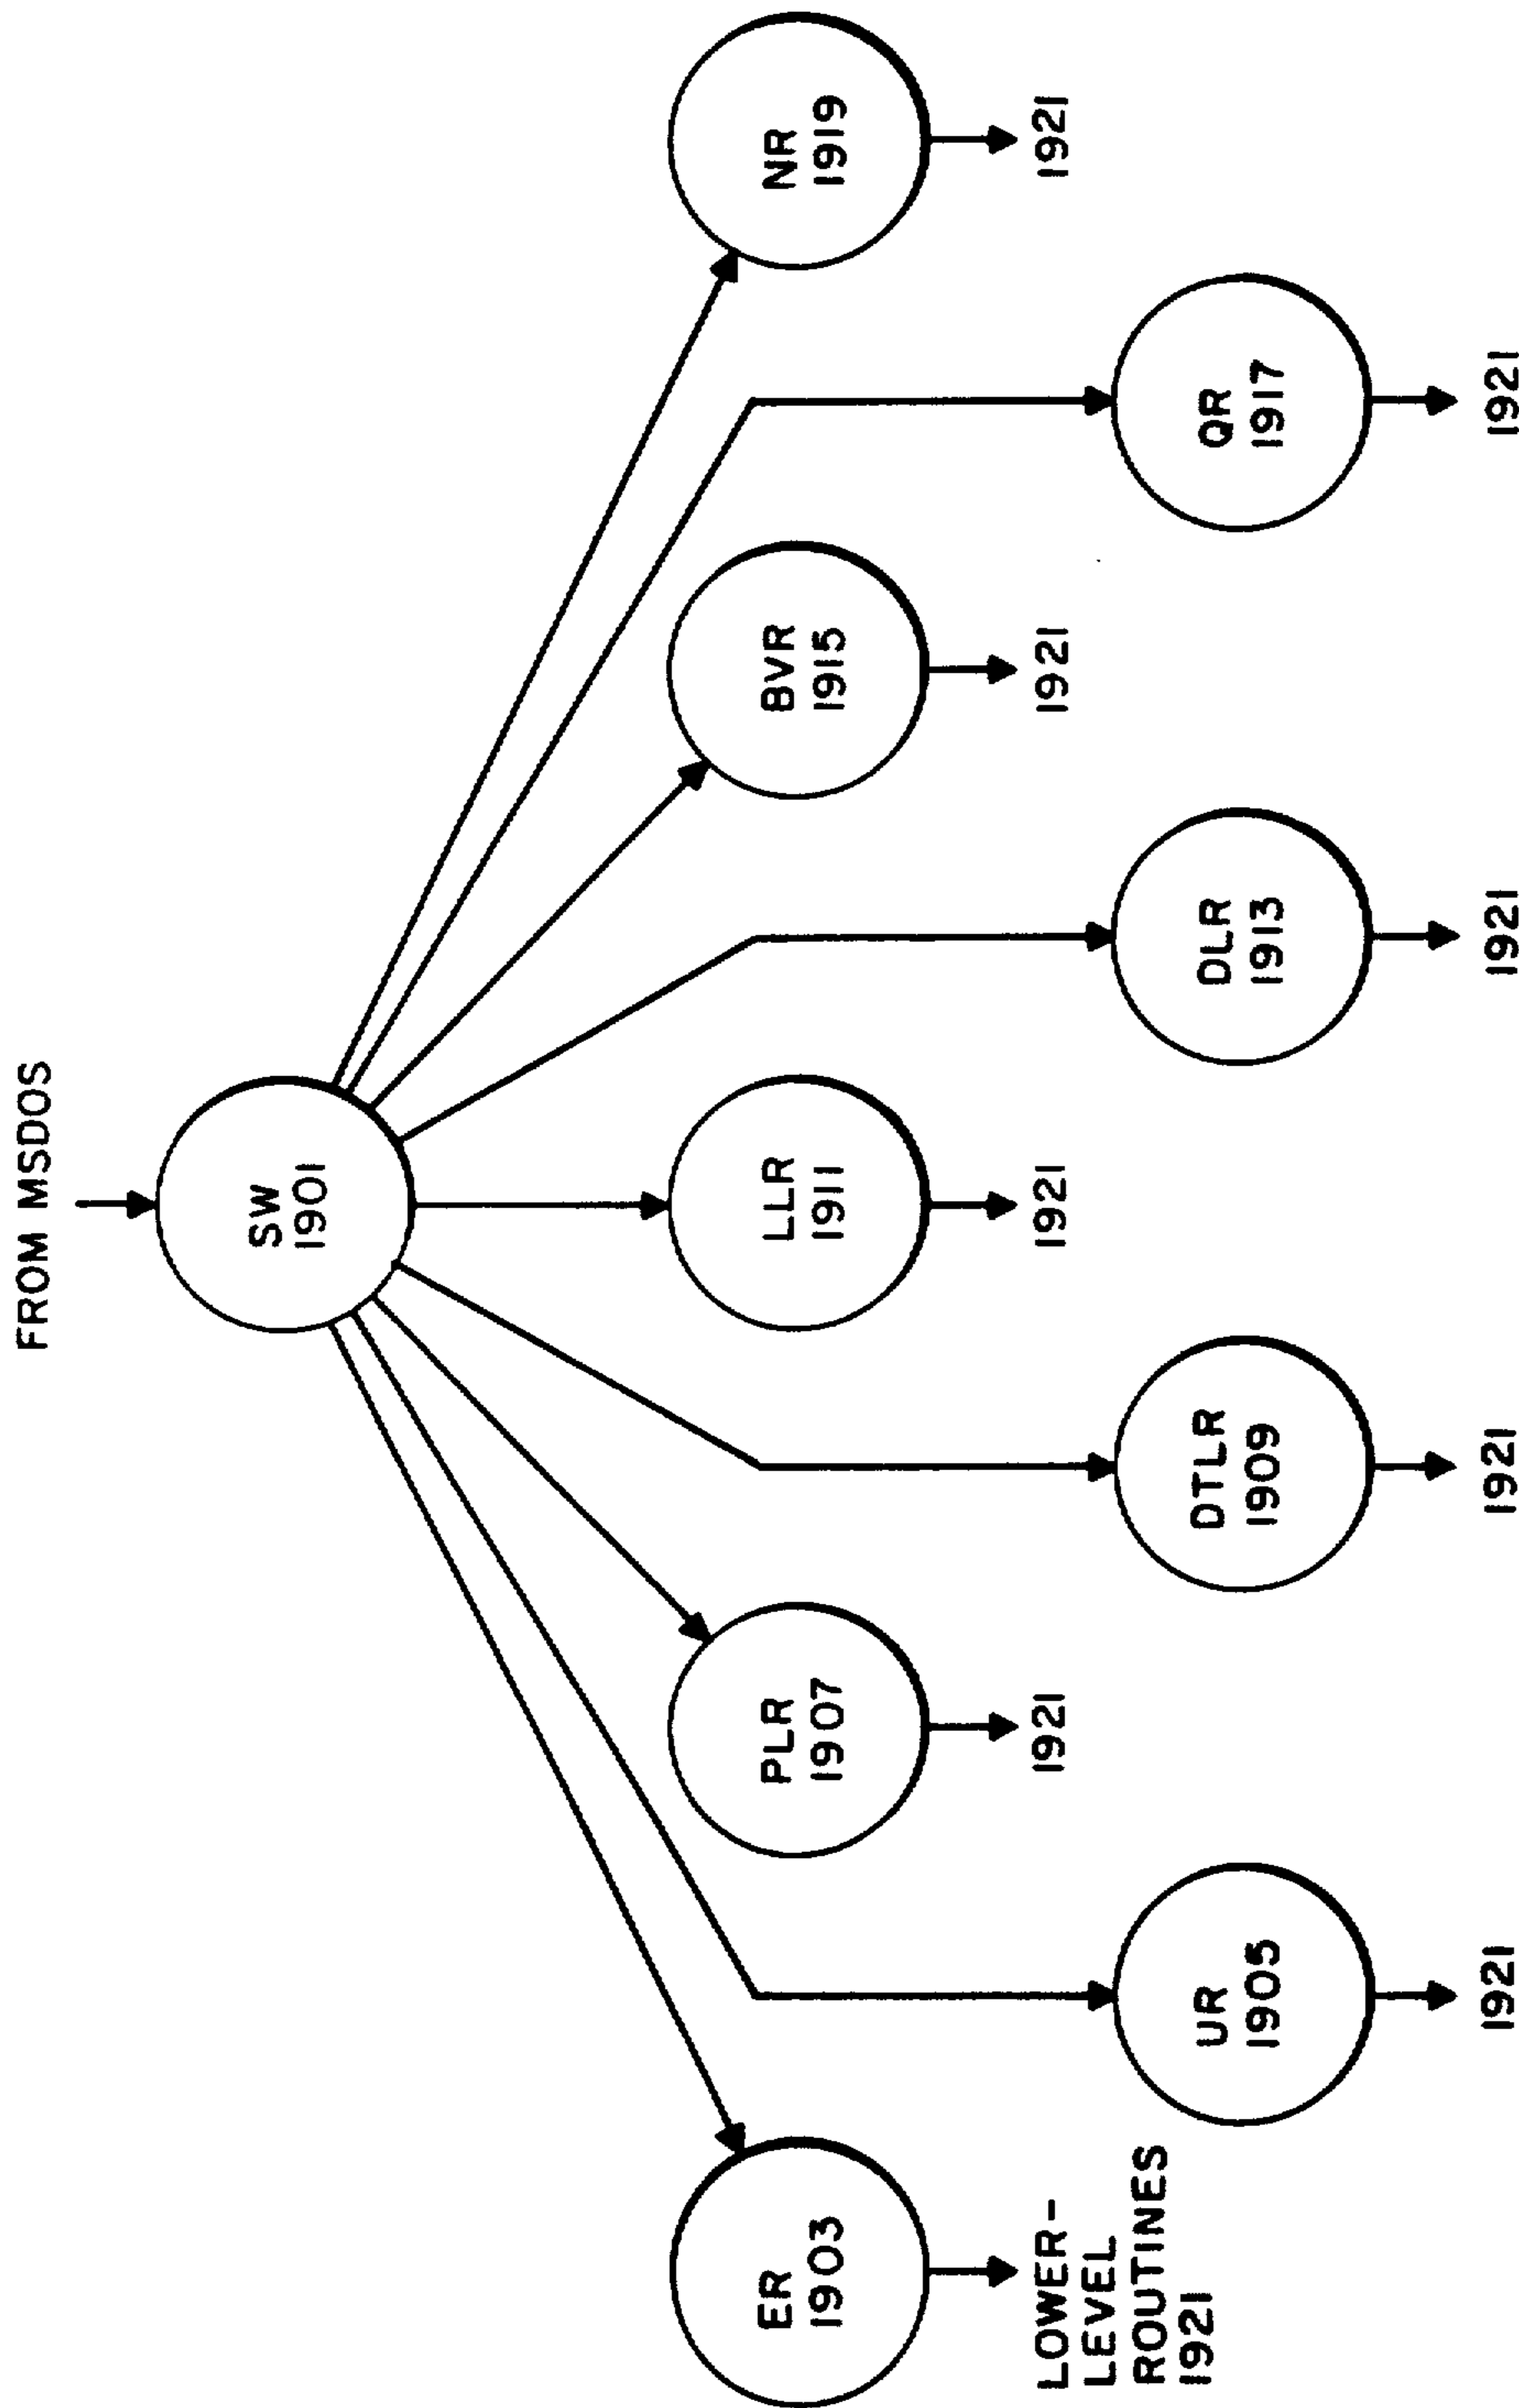 FROM MSDOS
SW
1901
ER
1903
PLR
1907
LLR
1911
BVR
1915
NR
1919
LOWER-
LEVEL
ROUTINES
1921
1921
1921
1921
1921
UR
1905
DTLR
1909
DLR
1913
QR
1917
1921
1921
1921
1921